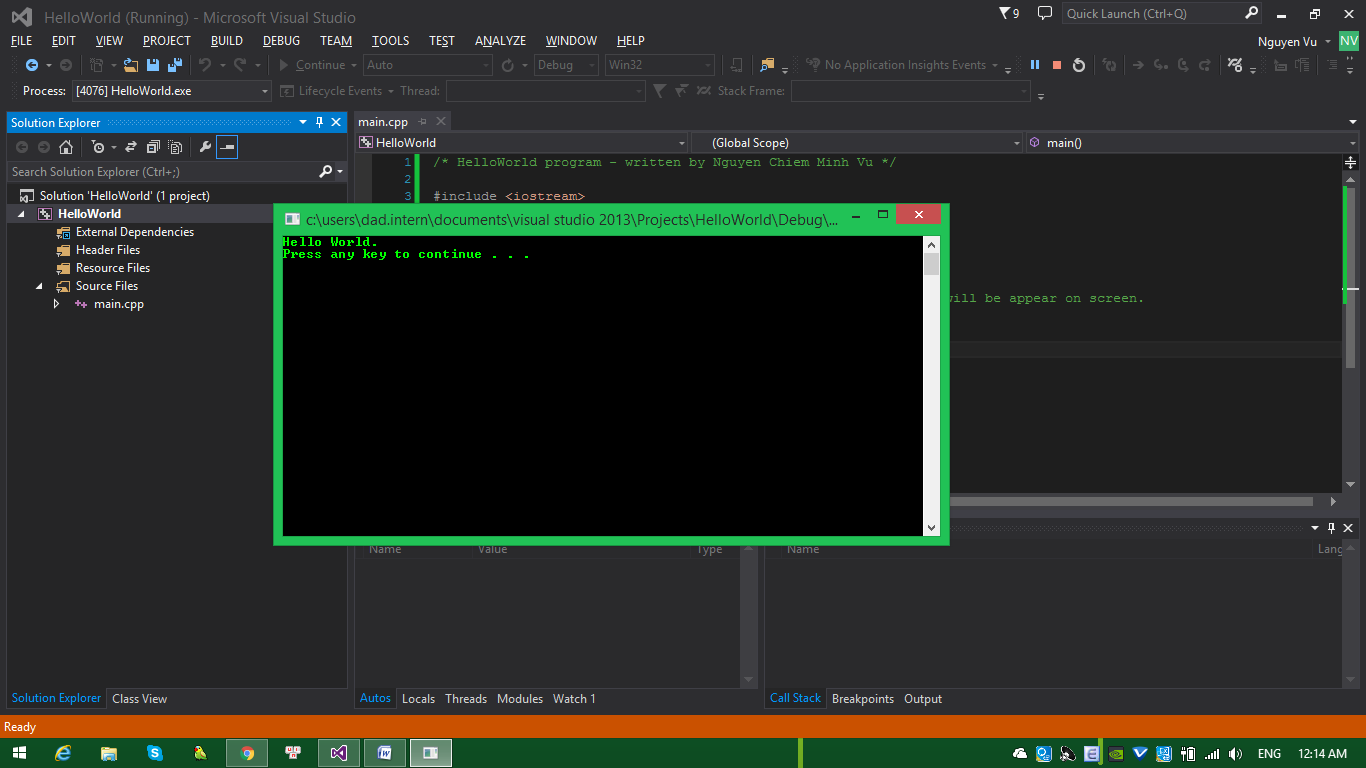 HelloWorld (Running) - Microsoft Visual Studio
9
Quick Launch (Ctrl+Q)
FILE EDIT VIEW PROJECT BUILD DEBUG TEAM TOOLS TEST ANALYZE WINDOW HELP
Nguyen Vu
NV
Continue Auto Debug Win32 No Application Insights Events
Process: [4076] HelloWorld.exe Lifecycle Events Thread: Stack Frame:
Solution Explorer
Search Solution Explorer (Ctrl+;)
Solution 'HelloWorld' (1 project)
HelloWorld
External Dependencies
Header Files
Resource Files
Source Files
main.cpp
main.cpp
HelloWorld (Global Scope) main()
1 /* HelloWorld program - written by Nguyen Chiem Minh Vu */
2
3 #include <iostream>
will be appear on screen.
c:\users\dad.intern\documents\visual studio 2013\Projects\HelloWorld\Debug\...
Hello World.
Press any key to continue . . .
Name Value Type
Name Lang
Solution Explorer Class View
Autos Locals Threads Modules Watch 1
Call Stack Breakpoints Output
Ready
ENG 12:14 AM